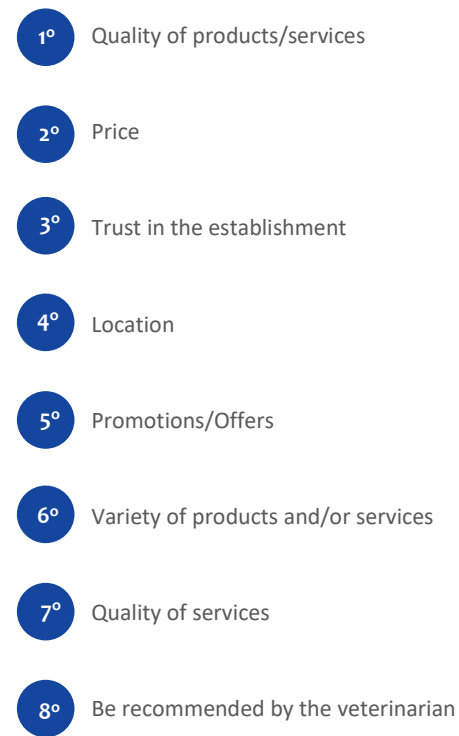 1º Quality of products/services
2º Price
3º Trust in the establishment
4º Location
5º Promotions/Offers
6º Variety of products and/or services
7º Quality of services
8º Be recommended by the veterinarian